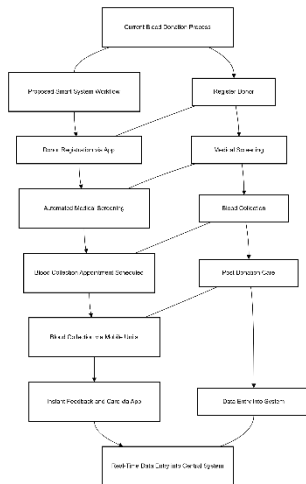 Current Blood Donation Process
Proposed Smart System Workflow
Register Donor
Donor Registration via App
Medical Screening
Automated Medical Screening
Blood Collection
Blood Collection Appointment Scheduled
Post Donation Care
Blood Collection via Mobile Units
Instant Feedback and Care via App
Data Entry into System
Real-Time Data Entry into Central System